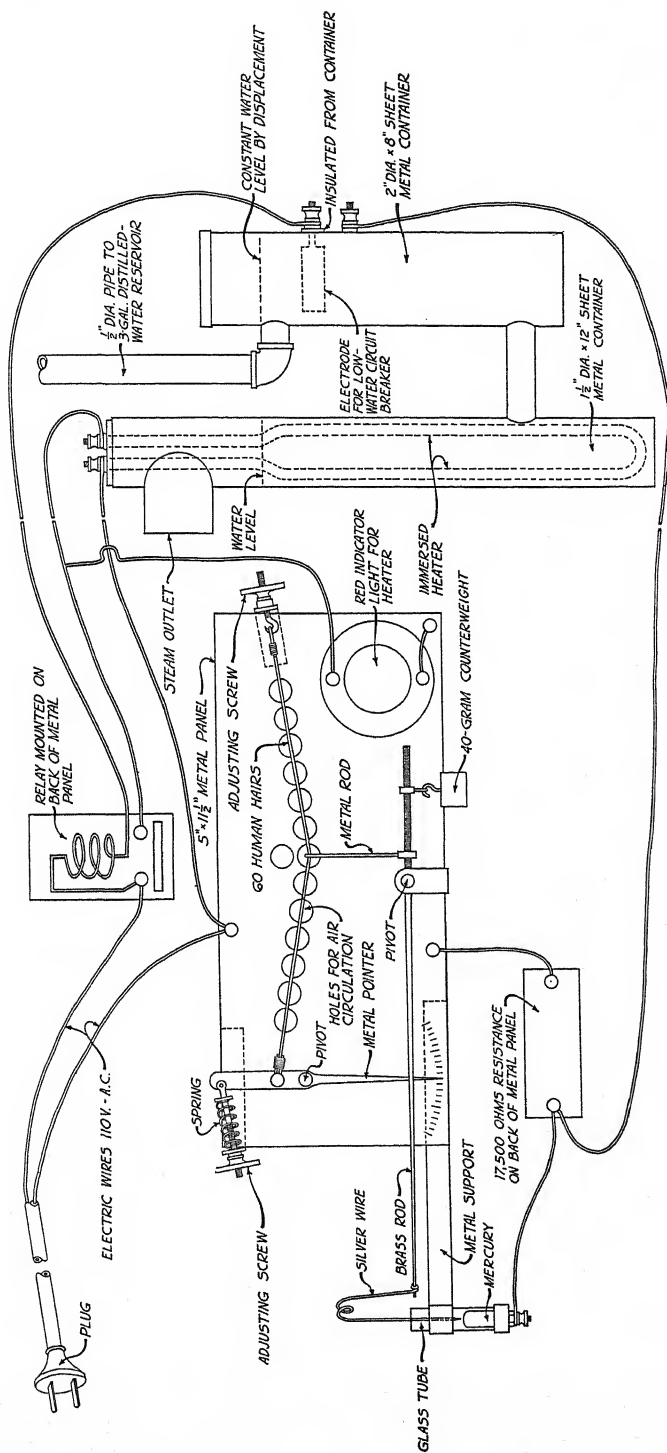 PLUG
ELECTRIC WIRES 110V.-A.C.
RELAY MOUNTED ON
BACK OF METAL
PANEL
½" DIA. PIPE TO
3-GAL. DISTILLED-
WATER RESERVOIR
CONSTANT WATER
LEVEL BY DISPLACEMENT
INSULATED FROM CONTAINER
STEAM OUTLET
WATER
LEVEL
ELECTRODE
FOR LOW-
WATER CIRCUIT
BREAKER
2" DIA. × 8" SHEET
METAL CONTAINER
1½" DIA. × 12" SHEET
METAL CONTAINER
IMMERSED
HEATER
5" × 11½" METAL PANEL
ADJUSTING SCREW
60 HUMAN HAIRS
RED INDICATOR
LIGHT FOR
HEATER
ADJUSTING SCREW
SPRING
PIVOT
HOLES FOR AIR
CIRCULATION
METAL POINTER
METAL ROD
PIVOT
40-GRAM COUNTERWEIGHT
SILVER WIRE
BRASS ROD
METAL SUPPORT
MERCURY
GLASS TUBE
17,500 OHMS RESISTANCE
ON BACK OF METAL PANEL